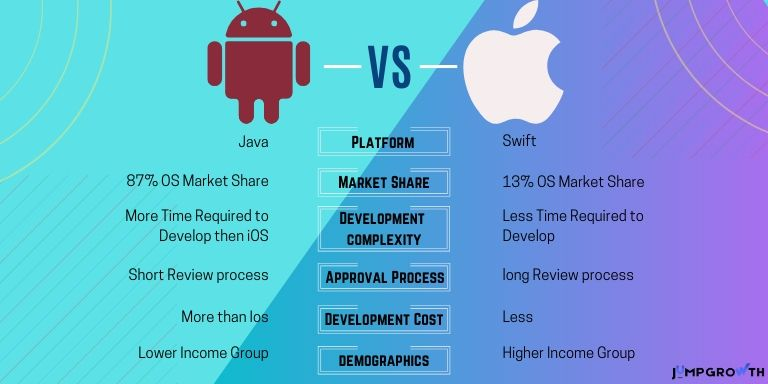 VS
Java
PLATFORM
Swift
87% OS Market Share
MARKET SHARE
13% OS Market Share
More Time Required to
Develop then iOS
DEVELOPMENT
COMPLEXITY
Less Time Required to
Develop
Short Review process
APPROVAL PROCESS
long Review process
More than Ios
DEVELOPMENT COST
Less
Lower Income Group
DEMOGRAPHICS
Higher Income Group
JUMPGROWTH